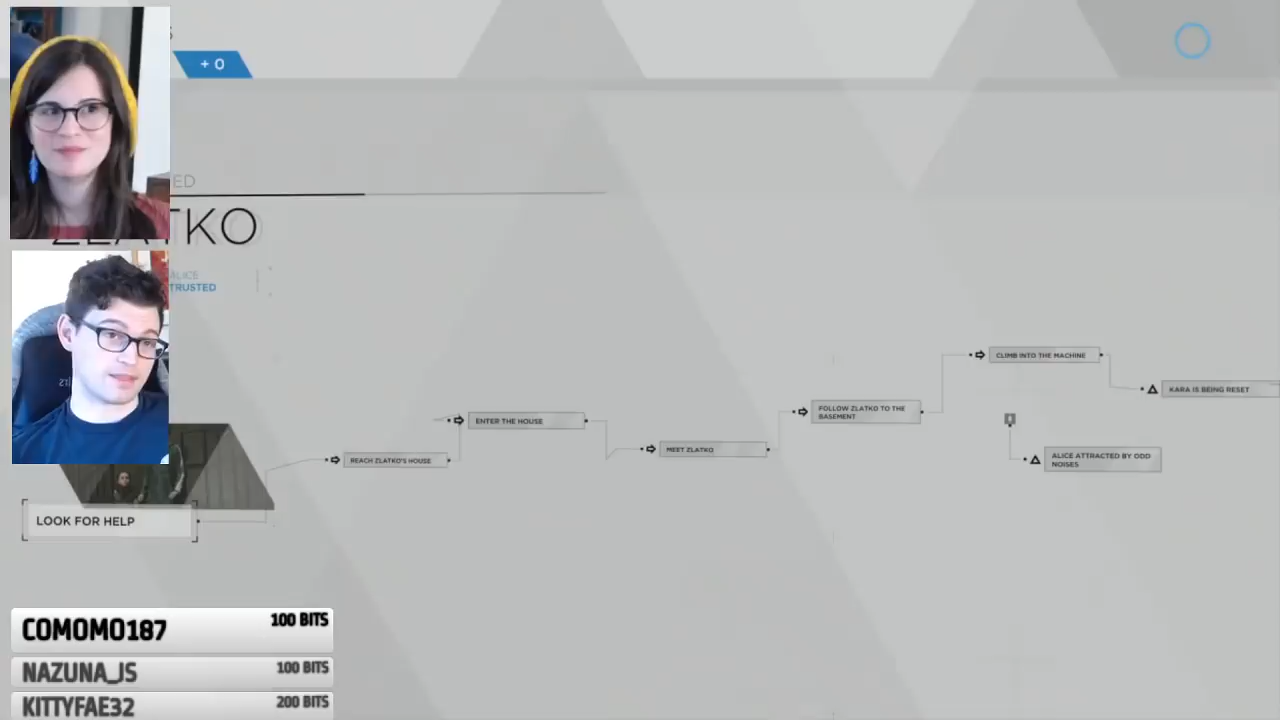 S
+ 0
ED
ZLATKO
ALICE
TRUSTED
CLIMB INTO THE MACHINE
KARA IS BEING RESET
FOLLOW ZLATKO TO THE
BASEMENT
ENTER THE HOUSE
MEET ZLATKO
REACH ZLATKO'S HOUSE
ALICE ATTRACTED BY ODD
NOISES
LOOK FOR HELP
COMOMO187 100 BITS
NAZUNA_JS 100 BITS
KITTYFAE32 200 BITS